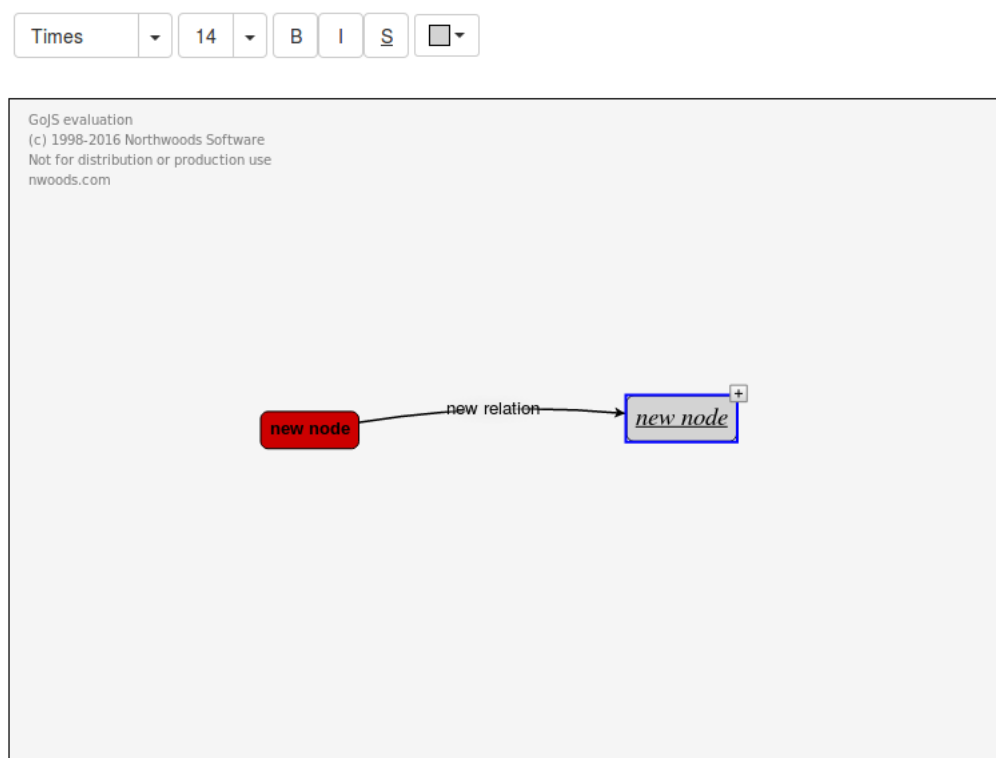 Times
14
B
I
S
GoJS evaluation
(c) 1998-2016 Northwoods Software
Not for distribution or production use
nwoods.com
new relation
new node
new node
+